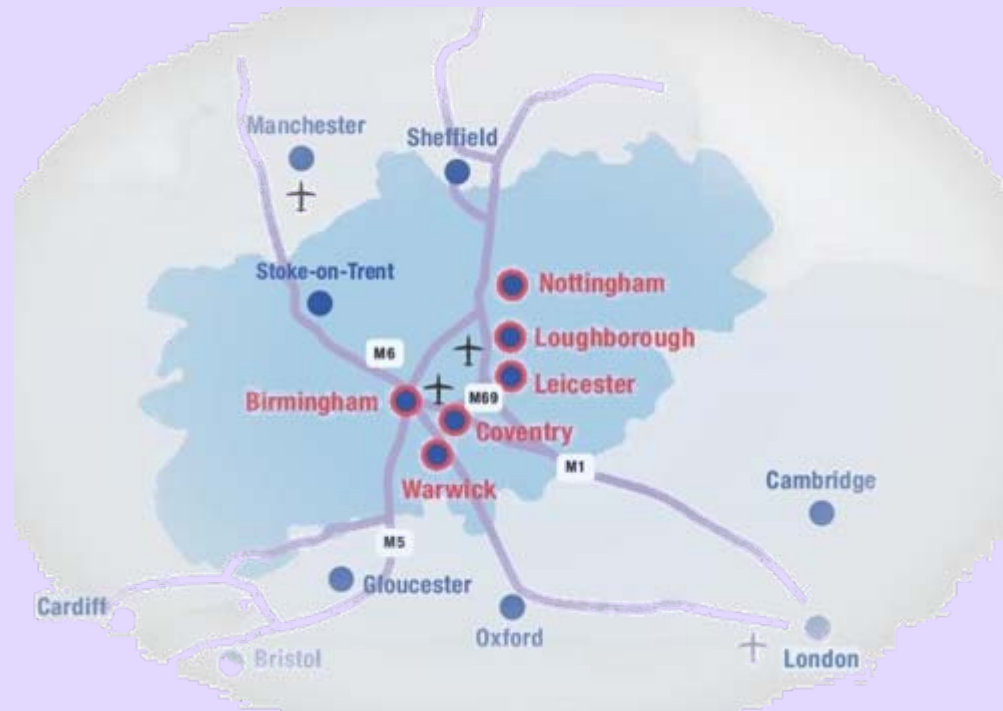 Manchester
Sheffield
Stoke-on-Trent
Nottingham
Loughborough
M6
Leicester
Birmingham
M69
Coventry
M1
Warwick
Cambridge
M5
Gloucester
Cardiff
Oxford
Bristol
London